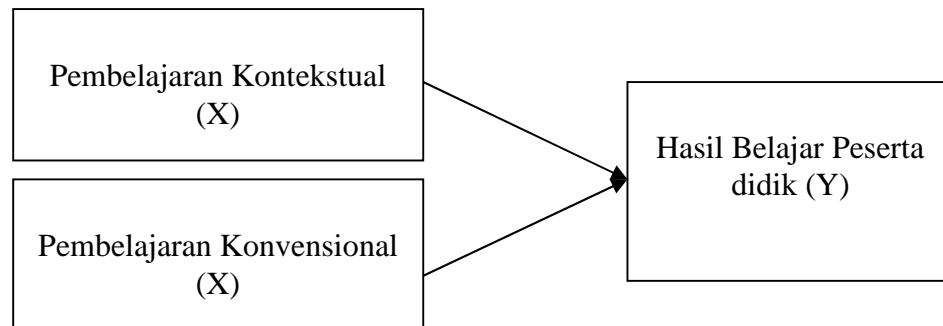 Pembelajaran Kontekstual
(X)
Hasil Belajar Peserta
didik (Y)
Pembelajaran Konvensional
(X)